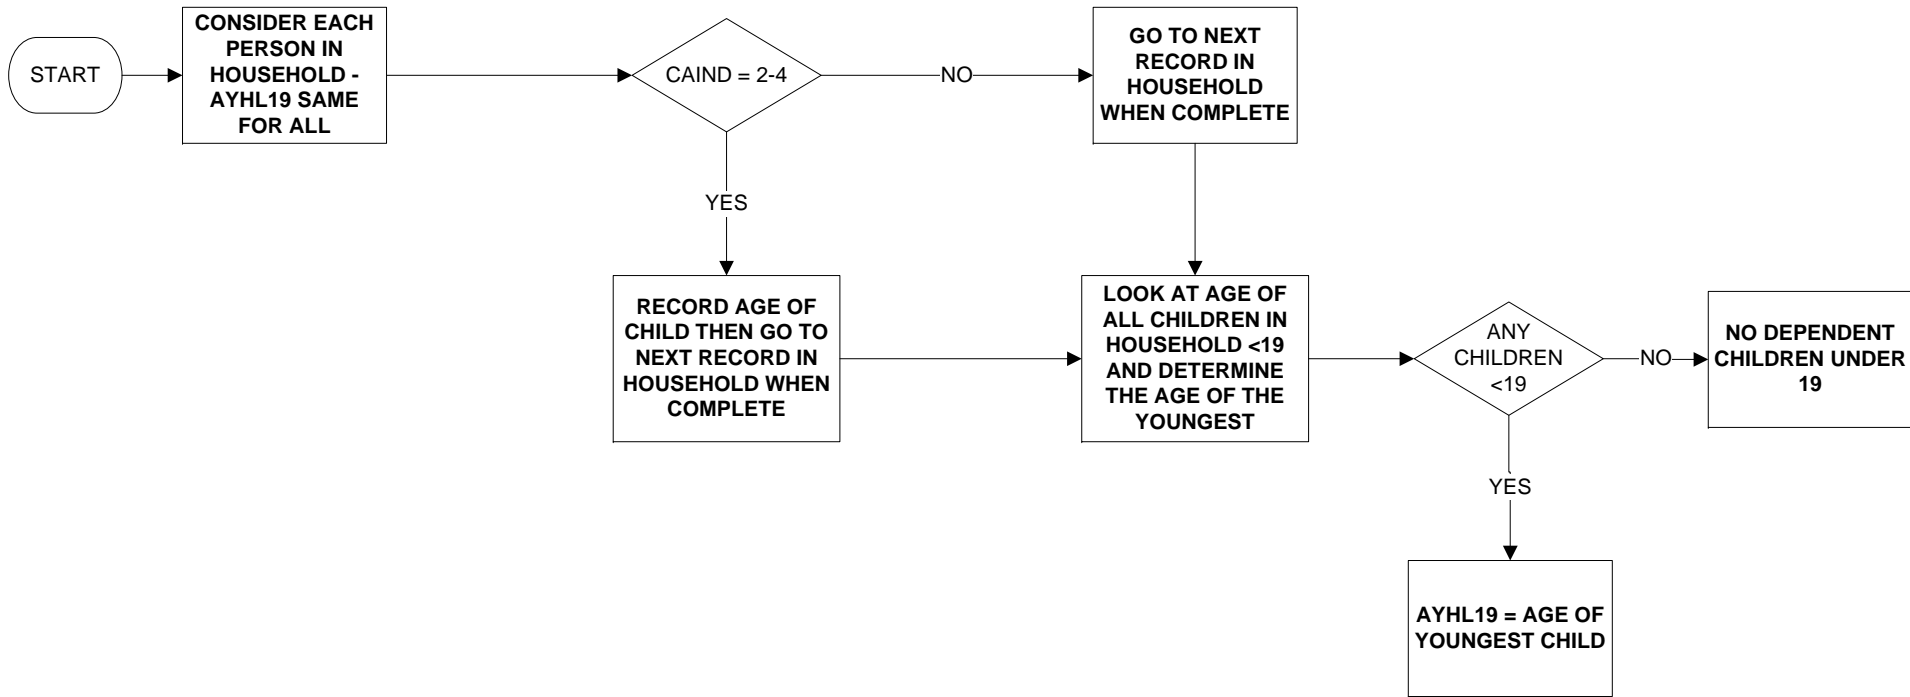 START
CONSIDER EACH
PERSON IN
HOUSEHOLD -
AYHL19 SAME
FOR ALL
CAIND = 2-4
NO
GO TO NEXT
RECORD IN
HOUSEHOLD
WHEN COMPLETE
YES
RECORD AGE OF
CHILD THEN GO TO
NEXT RECORD IN
HOUSEHOLD WHEN
COMPLETE
LOOK AT AGE OF
ALL CHILDREN IN
HOUSEHOLD <19
AND DETERMINE
THE AGE OF THE
YOUNGEST
ANY
CHILDREN
<19
NO
NO DEPENDENT
CHILDREN UNDER
19
YES
AYHL19 = AGE OF
YOUNGEST CHILD